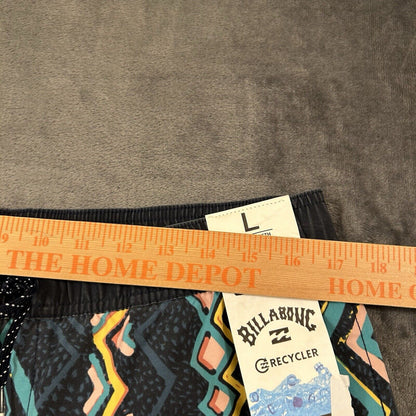 L
9 10 11 12 13 14 15 16 17 18
THE HOME DEPOT
HOME
BILLABONG
RECYCLER